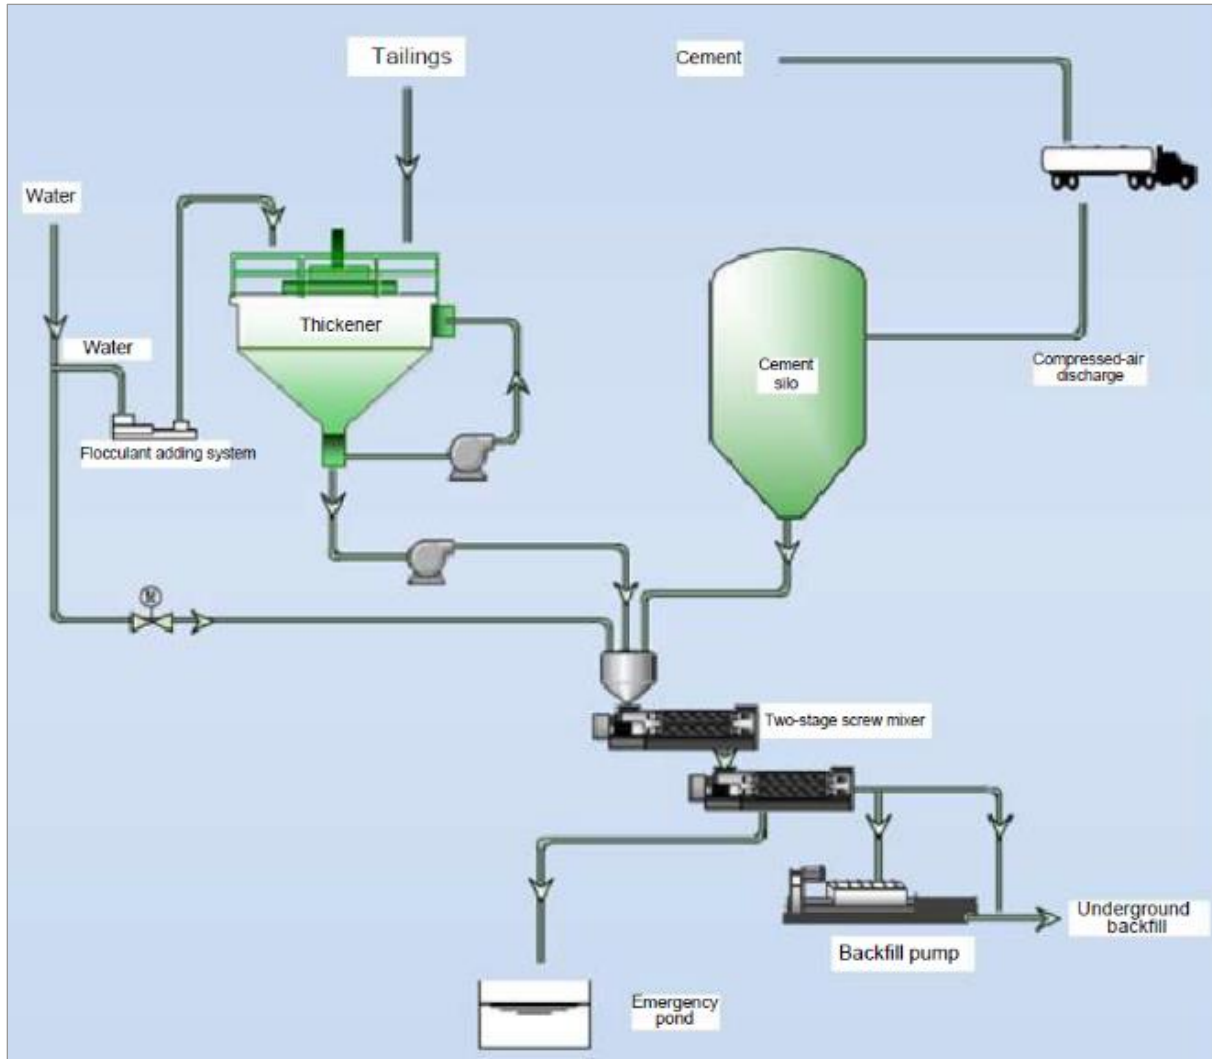 Tailings
Cement
Water
Water
Thickener
Flocculant adding system
Cement
silo
Compressed-air
discharge
M
Two-stage screw mixer
Backfill pump
Underground
backfill
Emergency
pond